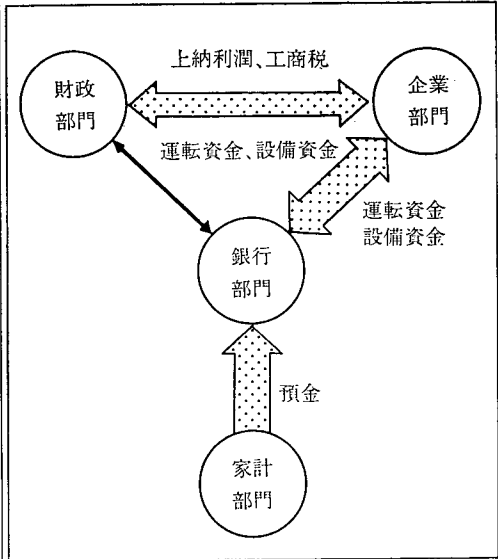 上納利潤、工商税
財政
部門
企業
部門
運転資金、設備資金
運転資金
設備資金
銀行
部門
預金
家計
部門